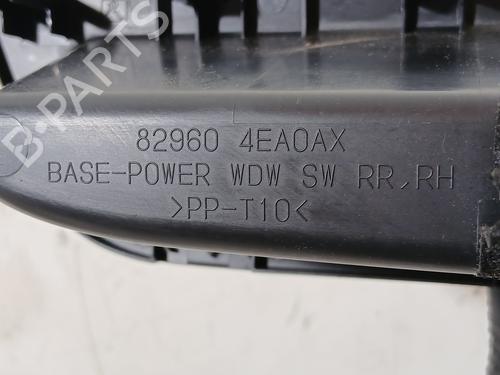 82960 4EA0AX
BASE-POWER WDW SW RR,RH
>PP-T10<
B-PARTS